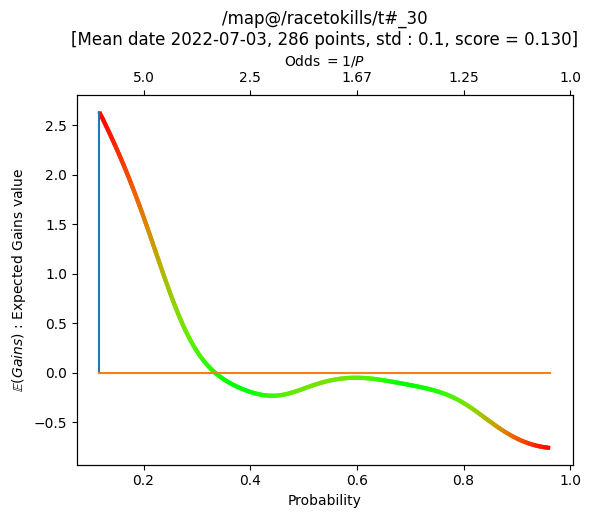 /map@/racetokills/t#_30
[Mean date 2022-07-03, 286 points, std : 0.1, score = 0.130]
Odds = 1/P
5.0 2.5 1.67 1.25 1.0
2.5
2.0
1.5
1.0
0.5
0.0
−0.5
𝔼(Gains) : Expected Gains value
0.2 0.4 0.6 0.8 1.0
Probability